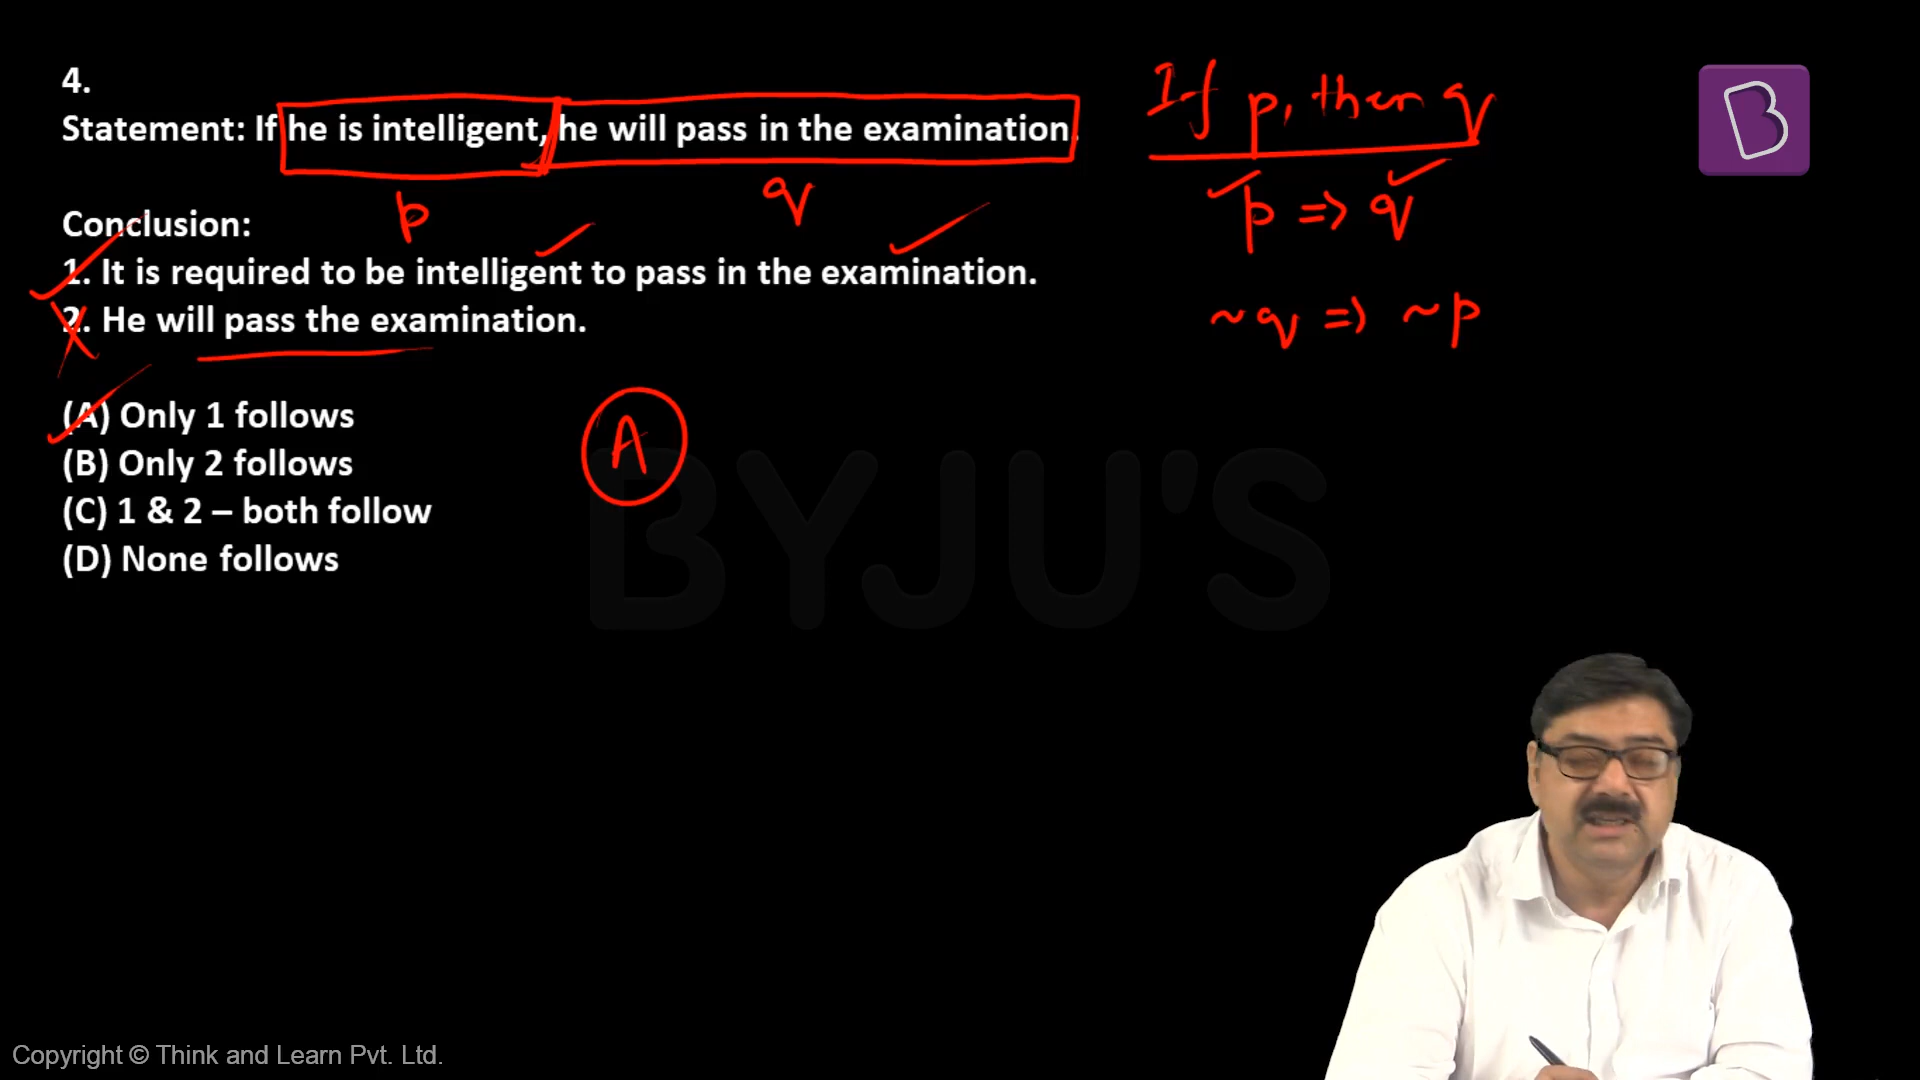 4.
Statement: If he is intelligent, he will pass in the examination.
p
q
Conclusion:
1. It is required to be intelligent to pass in the examination.
2. He will pass the examination.
(A) Only 1 follows
(B) Only 2 follows
(C) 1 & 2 – both follow
(D) None follows
A
If p, then q
p => q
~q => ~p
B
BYJU'S
Copyright © Think and Learn Pvt. Ltd.